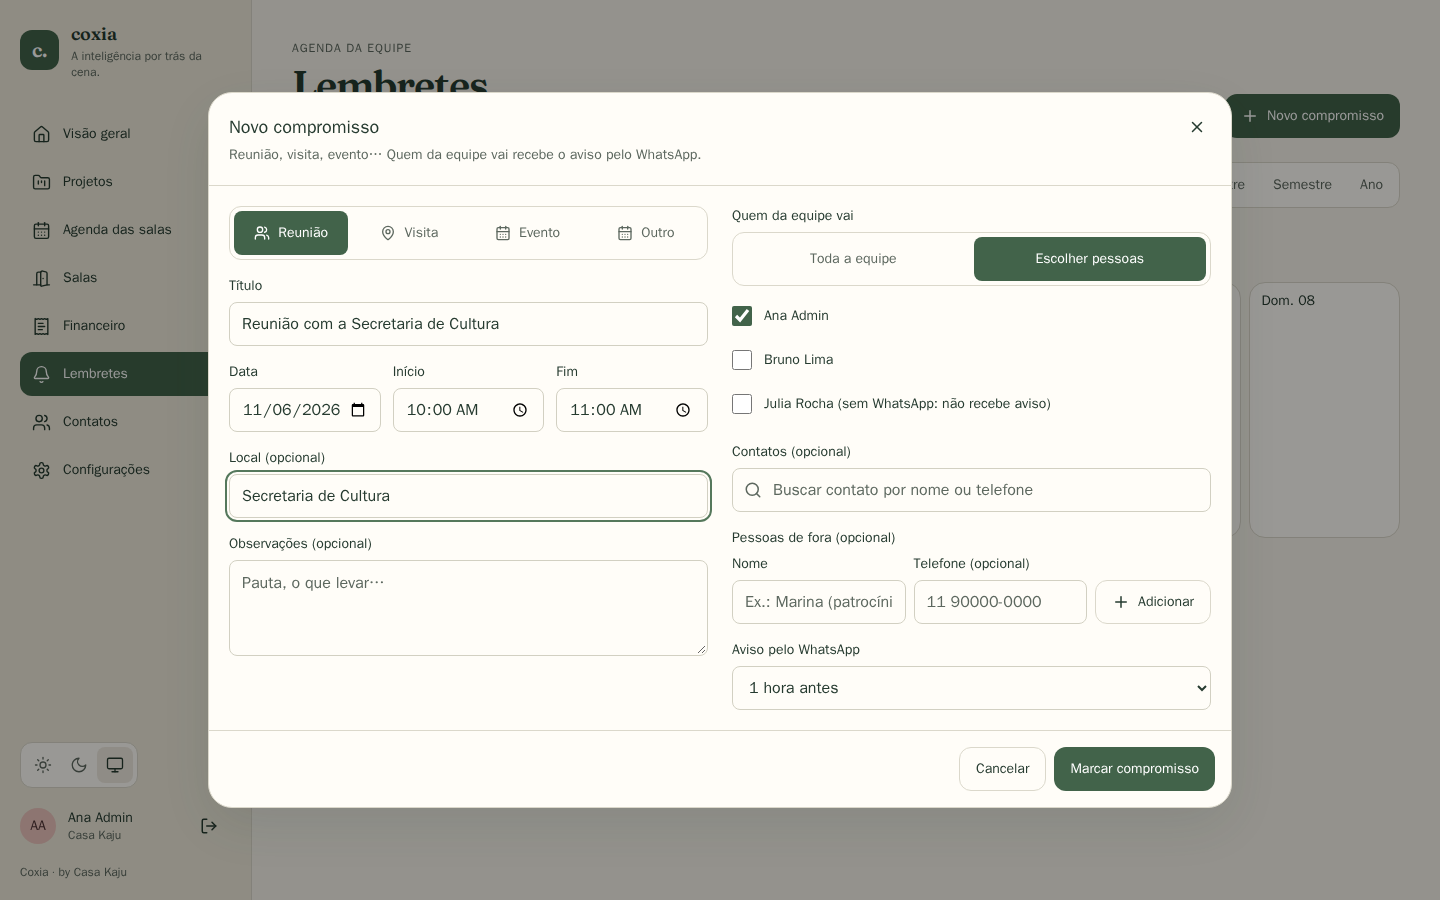 c.
coxia
A inteligência por trás da
cena.
Visão geral
Projetos
Agenda das salas
Salas
Financeiro
Lembretes
Contatos
Configurações
AA
Ana Admin
Casa Kaju
Coxia · by Casa Kaju
AGENDA DA EQUIPE
Lembretes
Novo compromisso
Semestre
Ano
Dom. 08
Novo compromisso
Reunião, visita, evento··· Quem da equipe vai recebe o aviso pelo WhatsApp.
Reunião
Visita
Evento
Outro
Título
Reunião com a Secretaria de Cultura
Data
Início
Fim
11/06/2026
10:00 AM
11:00 AM
Local (opcional)
Secretaria de Cultura
Observações (opcional)
Pauta, o que levar···
Quem da equipe vai
Toda a equipe
Escolher pessoas
Ana Admin
Bruno Lima
Julia Rocha (sem WhatsApp: não recebe aviso)
Contatos (opcional)
Buscar contato por nome ou telefone
Pessoas de fora (opcional)
Nome
Telefone (opcional)
Ex.: Marina (patrocíni
11 90000-0000
Adicionar
Aviso pelo WhatsApp
1 hora antes
Cancelar
Marcar compromisso